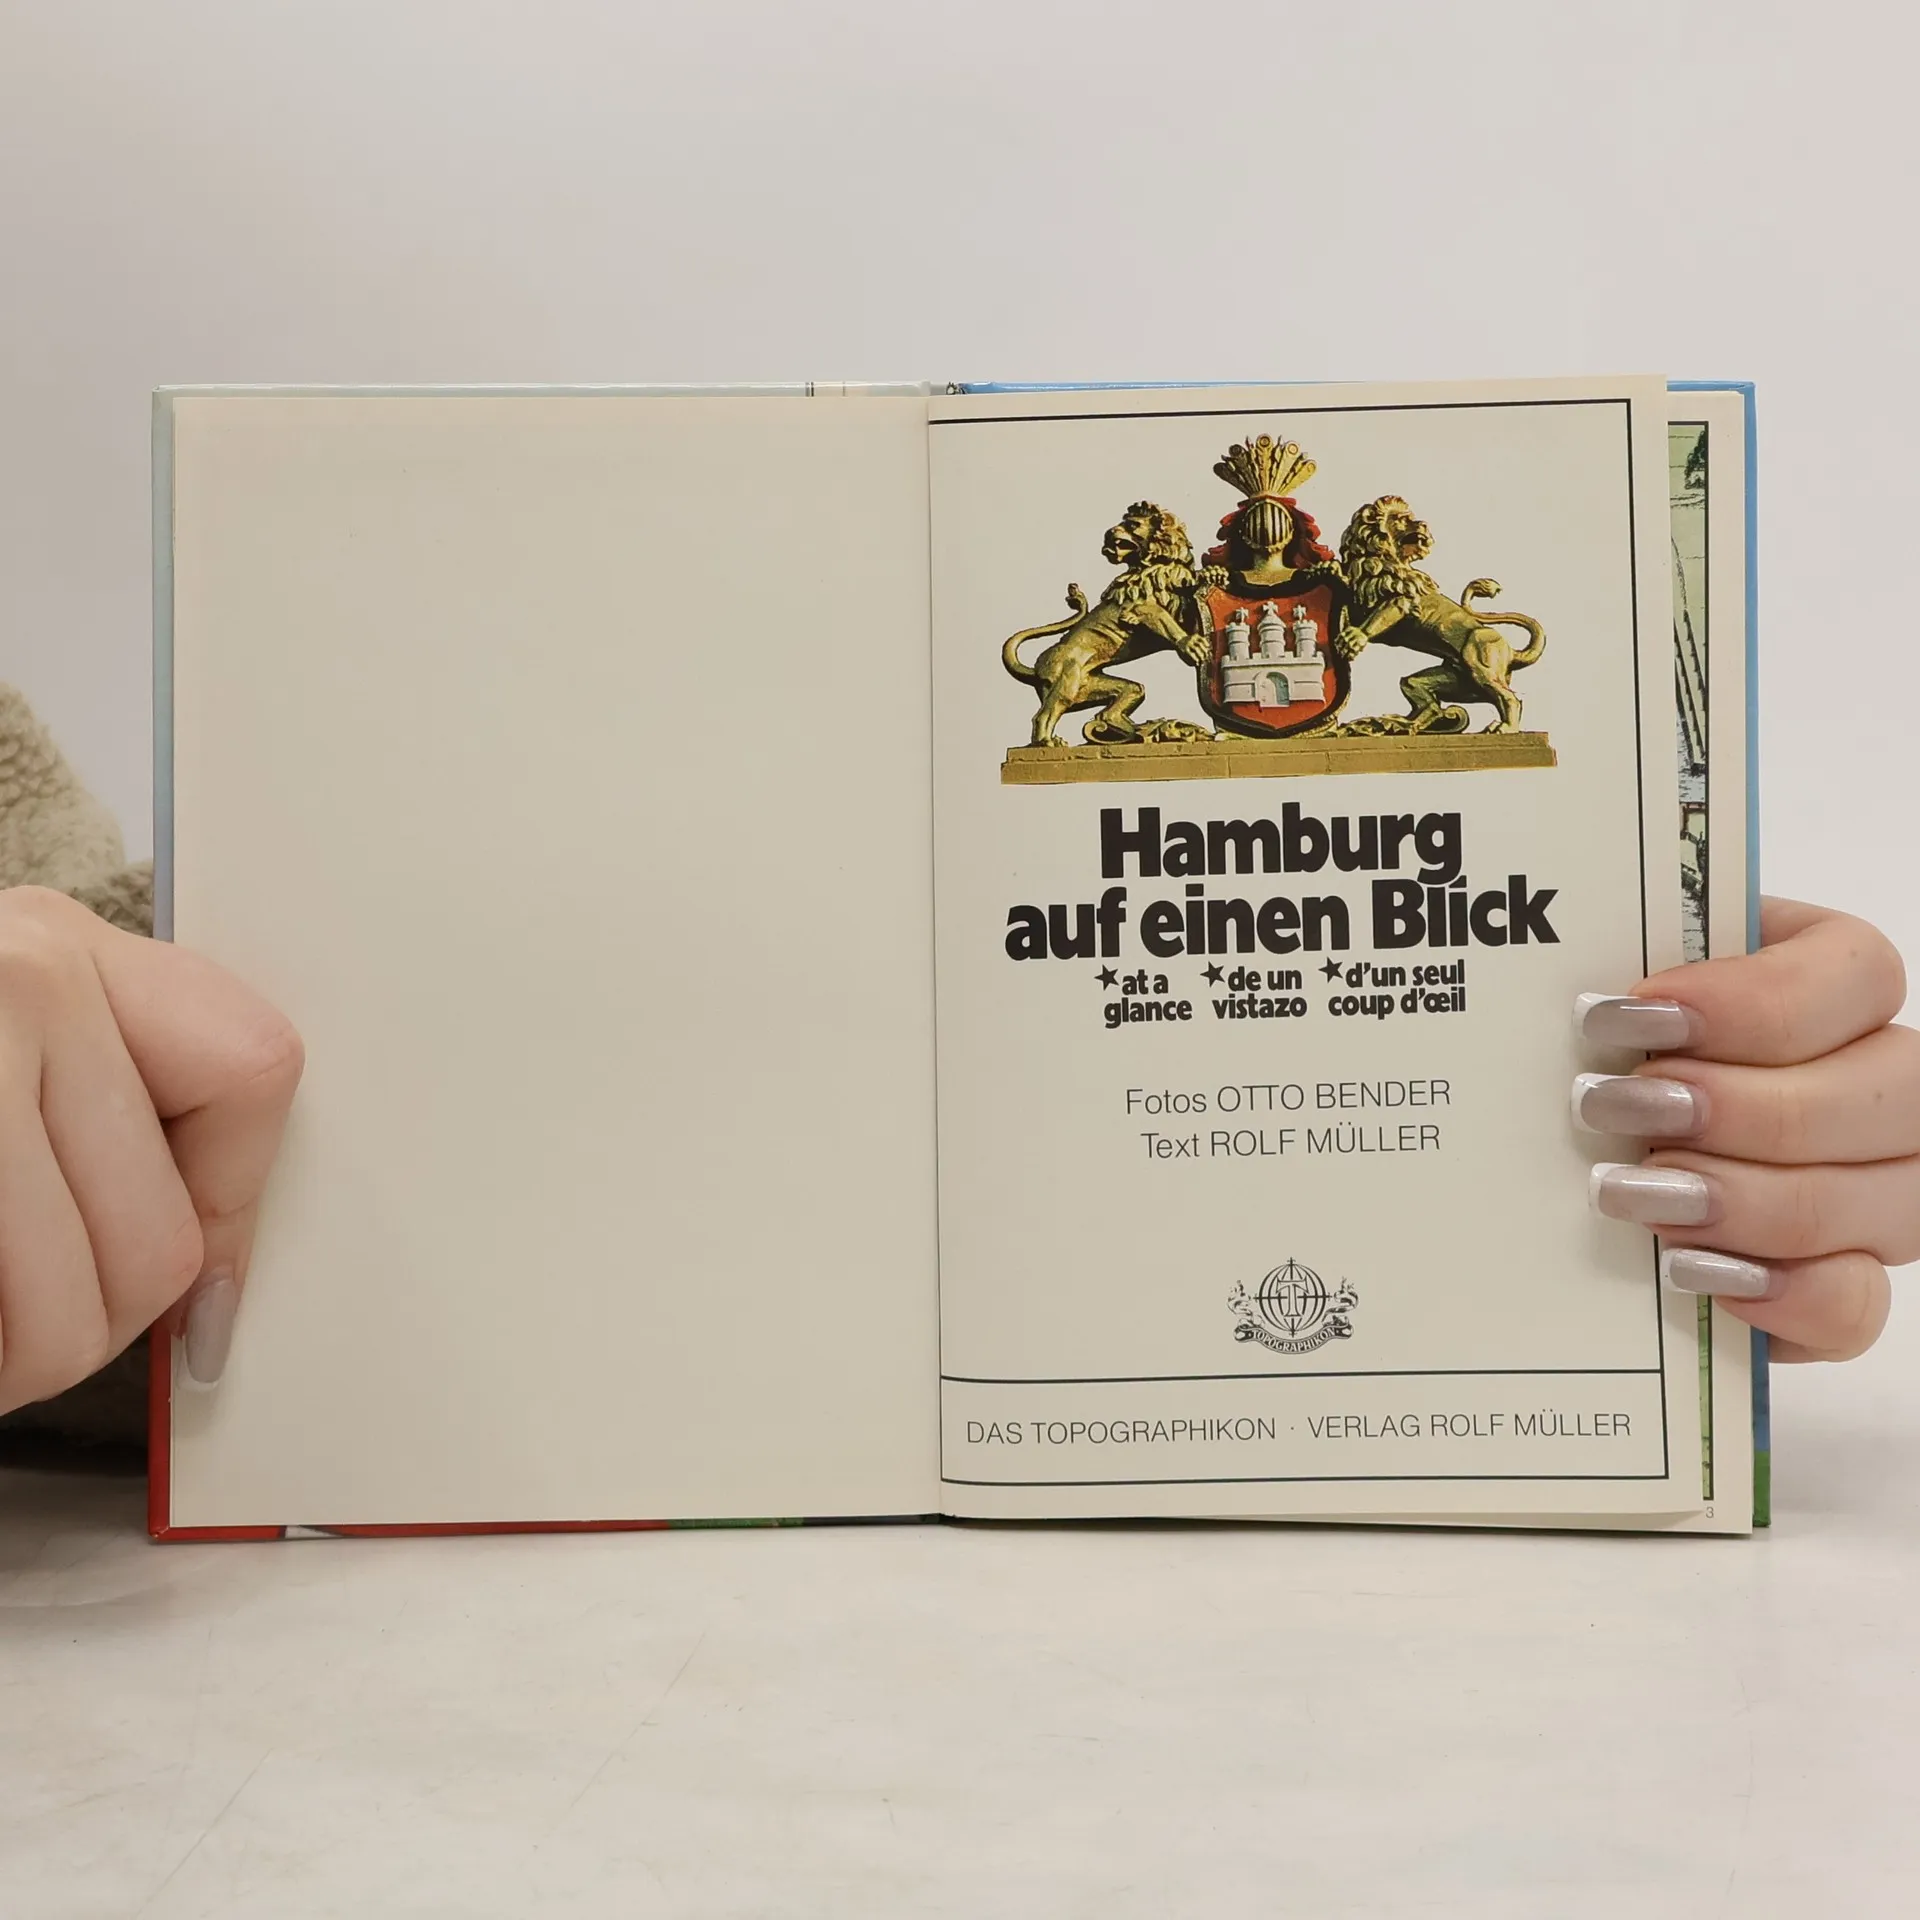 Hamburg
auf einen Blick
★at a ★de un ★d'un seul
glance vistazo coup d'œil
Fotos OTTO BENDER
Text ROLF MÜLLER
T
TOPOGRAPHIKON
DAS TOPOGRAPHIKON · VERLAG ROLF MÜLLER
3